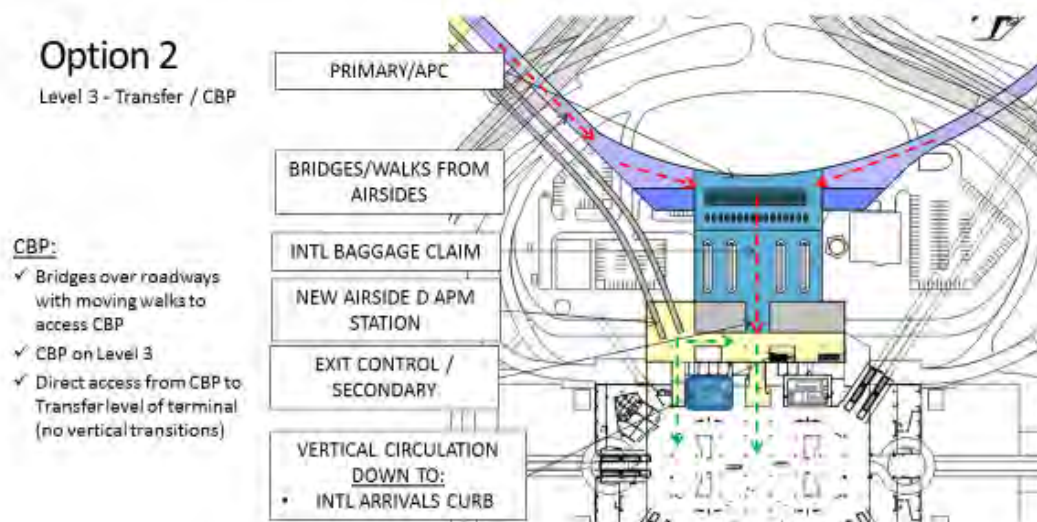 Option 2
Level 3 - Transfer / CBP
CBP:
✓ Bridges over roadways
with moving walks to
access CBP
✓ CBP on Level 3
✓ Direct access from CBP to
Transfer level of terminal
(no vertical transitions)
PRIMARY/APC
BRIDGES/WALKS FROM
AIRSIDES
INTL BAGGAGE CLAIM
NEW AIRSIDE D APM
STATION
EXIT CONTROL /
SECONDARY
VERTICAL CIRCULATION
DOWN TO:
• INTL ARRIVALS CURB